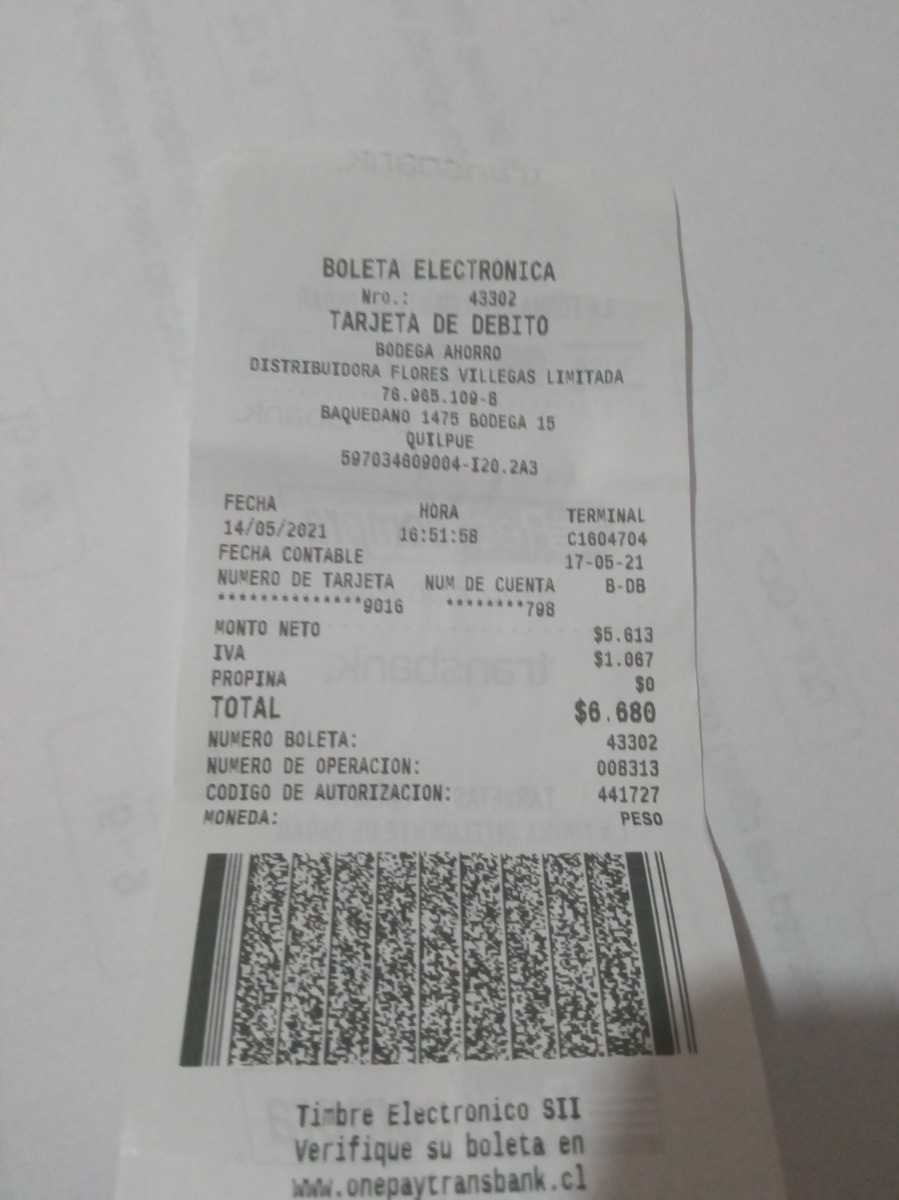 BOLETA ELECTRONICA
Nro.: 43302
TARJETA DE DEBITO
BODEGA AHORRO
DISTRIBUIDORA FLORES VILLEGAS LIMITADA
76.965.109-8
BAQUEDANO 1475 BODEGA 15
QUILPUE
597034609004-I20.2A3
FECHA HORA TERMINAL
14/05/2021 16:51:58 C1604704
FECHA CONTABLE 17-05-21
NUMERO DE TARJETA NUM DE CUENTA B-DB
**************9016 ********798
MONTO NETO $5.613
IVA $1.067
PROPINA $0
TOTAL $6.680
NUMERO BOLETA: 43302
NUMERO DE OPERACION: 008313
CODIGO DE AUTORIZACION: 441727
MONEDA: PESO
Timbre Electronico SII
Verifique su boleta en
www.onepaytransbank.cl